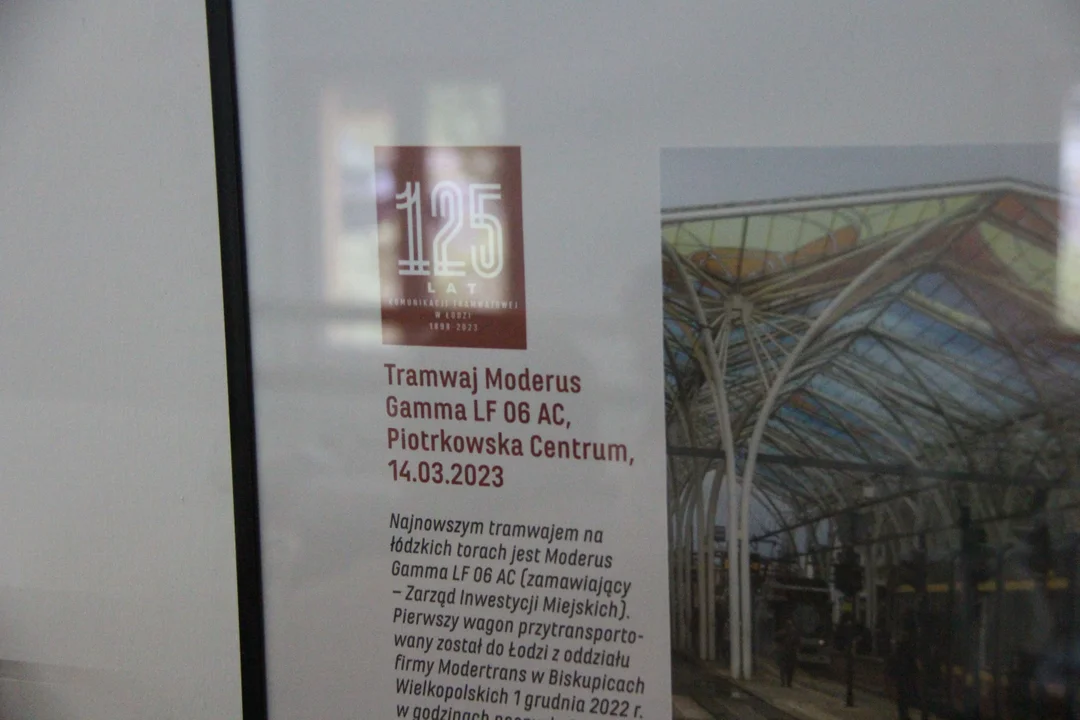 125
LAT
KOMUNIKACJI TRAMWAJOWEJ
W ŁODZI
1898-2023
Tramwaj Moderus
Gamma LF 06 AC,
Piotrkowska Centrum,
14.03.2023
Najnowszym tramwajem na
łódzkich torach jest Moderus
Gamma LF 06 AC (zamawiający
– Zarząd Inwestycji Miejskich).
Pierwszy wagon przytransporto-
wany został do Łodzi z oddziału
firmy Modertrans w Biskupicach
Wielkopolskich 1 grudnia 2022 r.
w godzinach